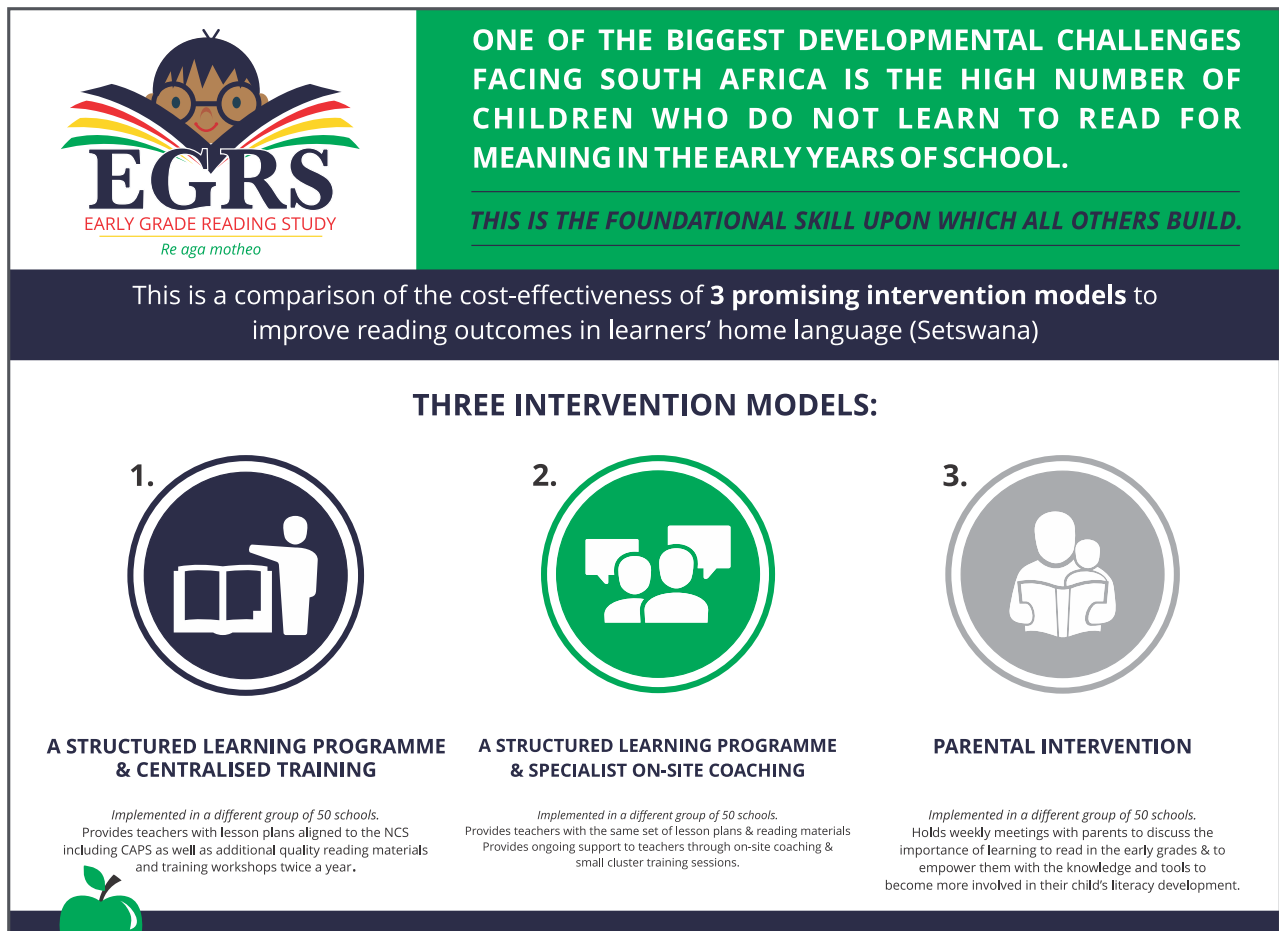 EGRS
EARLY GRADE READING STUDY
Re aga motheo
ONE OF THE BIGGEST DEVELOPMENTAL CHALLENGES
FACING SOUTH AFRICA IS THE HIGH NUMBER OF
CHILDREN WHO DO NOT LEARN TO READ FOR
MEANING IN THE EARLY YEARS OF SCHOOL.
THIS IS THE FOUNDATIONAL SKILL UPON WHICH ALL OTHERS BUILD.
This is a comparison of the cost-effectiveness of 3 promising intervention models to
improve reading outcomes in learners’ home language (Setswana)
THREE INTERVENTION MODELS:
1.
A STRUCTURED LEARNING PROGRAMME
& CENTRALISED TRAINING
Implemented in a different group of 50 schools.
Provides teachers with lesson plans aligned to the NCS
including CAPS as well as additional quality reading materials
and training workshops twice a year.
2.
A STRUCTURED LEARNING PROGRAMME
& SPECIALIST ON-SITE COACHING
Implemented in a different group of 50 schools.
Provides teachers with the same set of lesson plans & reading materials
Provides ongoing support to teachers through on-site coaching &
small cluster training sessions.
3.
PARENTAL INTERVENTION
Implemented in a different group of 50 schools.
Holds weekly meetings with parents to discuss the
importance of learning to read in the early grades & to
empower them with the knowledge and tools to
become more involved in their child’s literacy development.